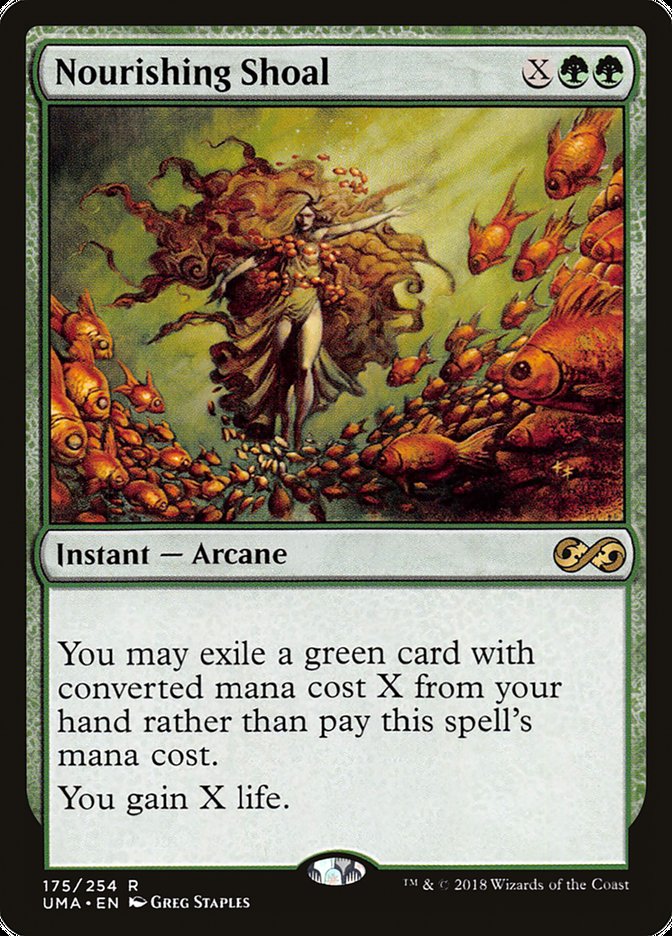 Nourishing Shoal X
Instant — Arcane
You may exile a green card with
converted mana cost X from your
hand rather than pay this spell's
mana cost.
You gain X life.
175/254 R
™ & © 2018 Wizards of the Coast
UMA • EN Greg Staples